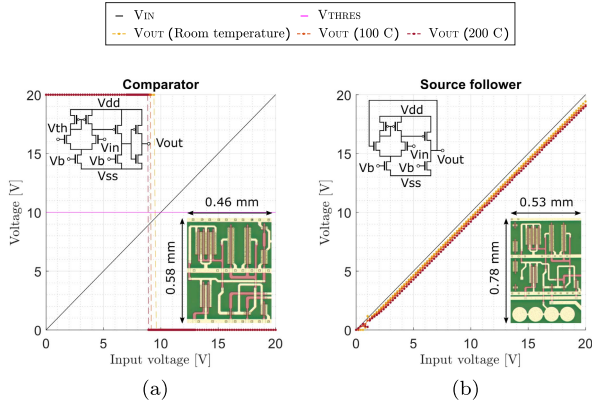 VIN VTHRES
VOUT (Room temperature) VOUT (100 C) VOUT (200 C)
Comparator
20
15
10
5
0
Voltage [V]
Vdd
Vth
Vin
Vout
Vb
Vb
Vss
0.46 mm
0.58 mm
0 5 10 15 20
Input voltage [V]
(a)
Source follower
20
15
10
5
0
Voltage [V]
Vdd
Vin
Vout
Vb
Vb
Vss
0.53 mm
0.78 mm
0 5 10 15 20
Input voltage [V]
(b)